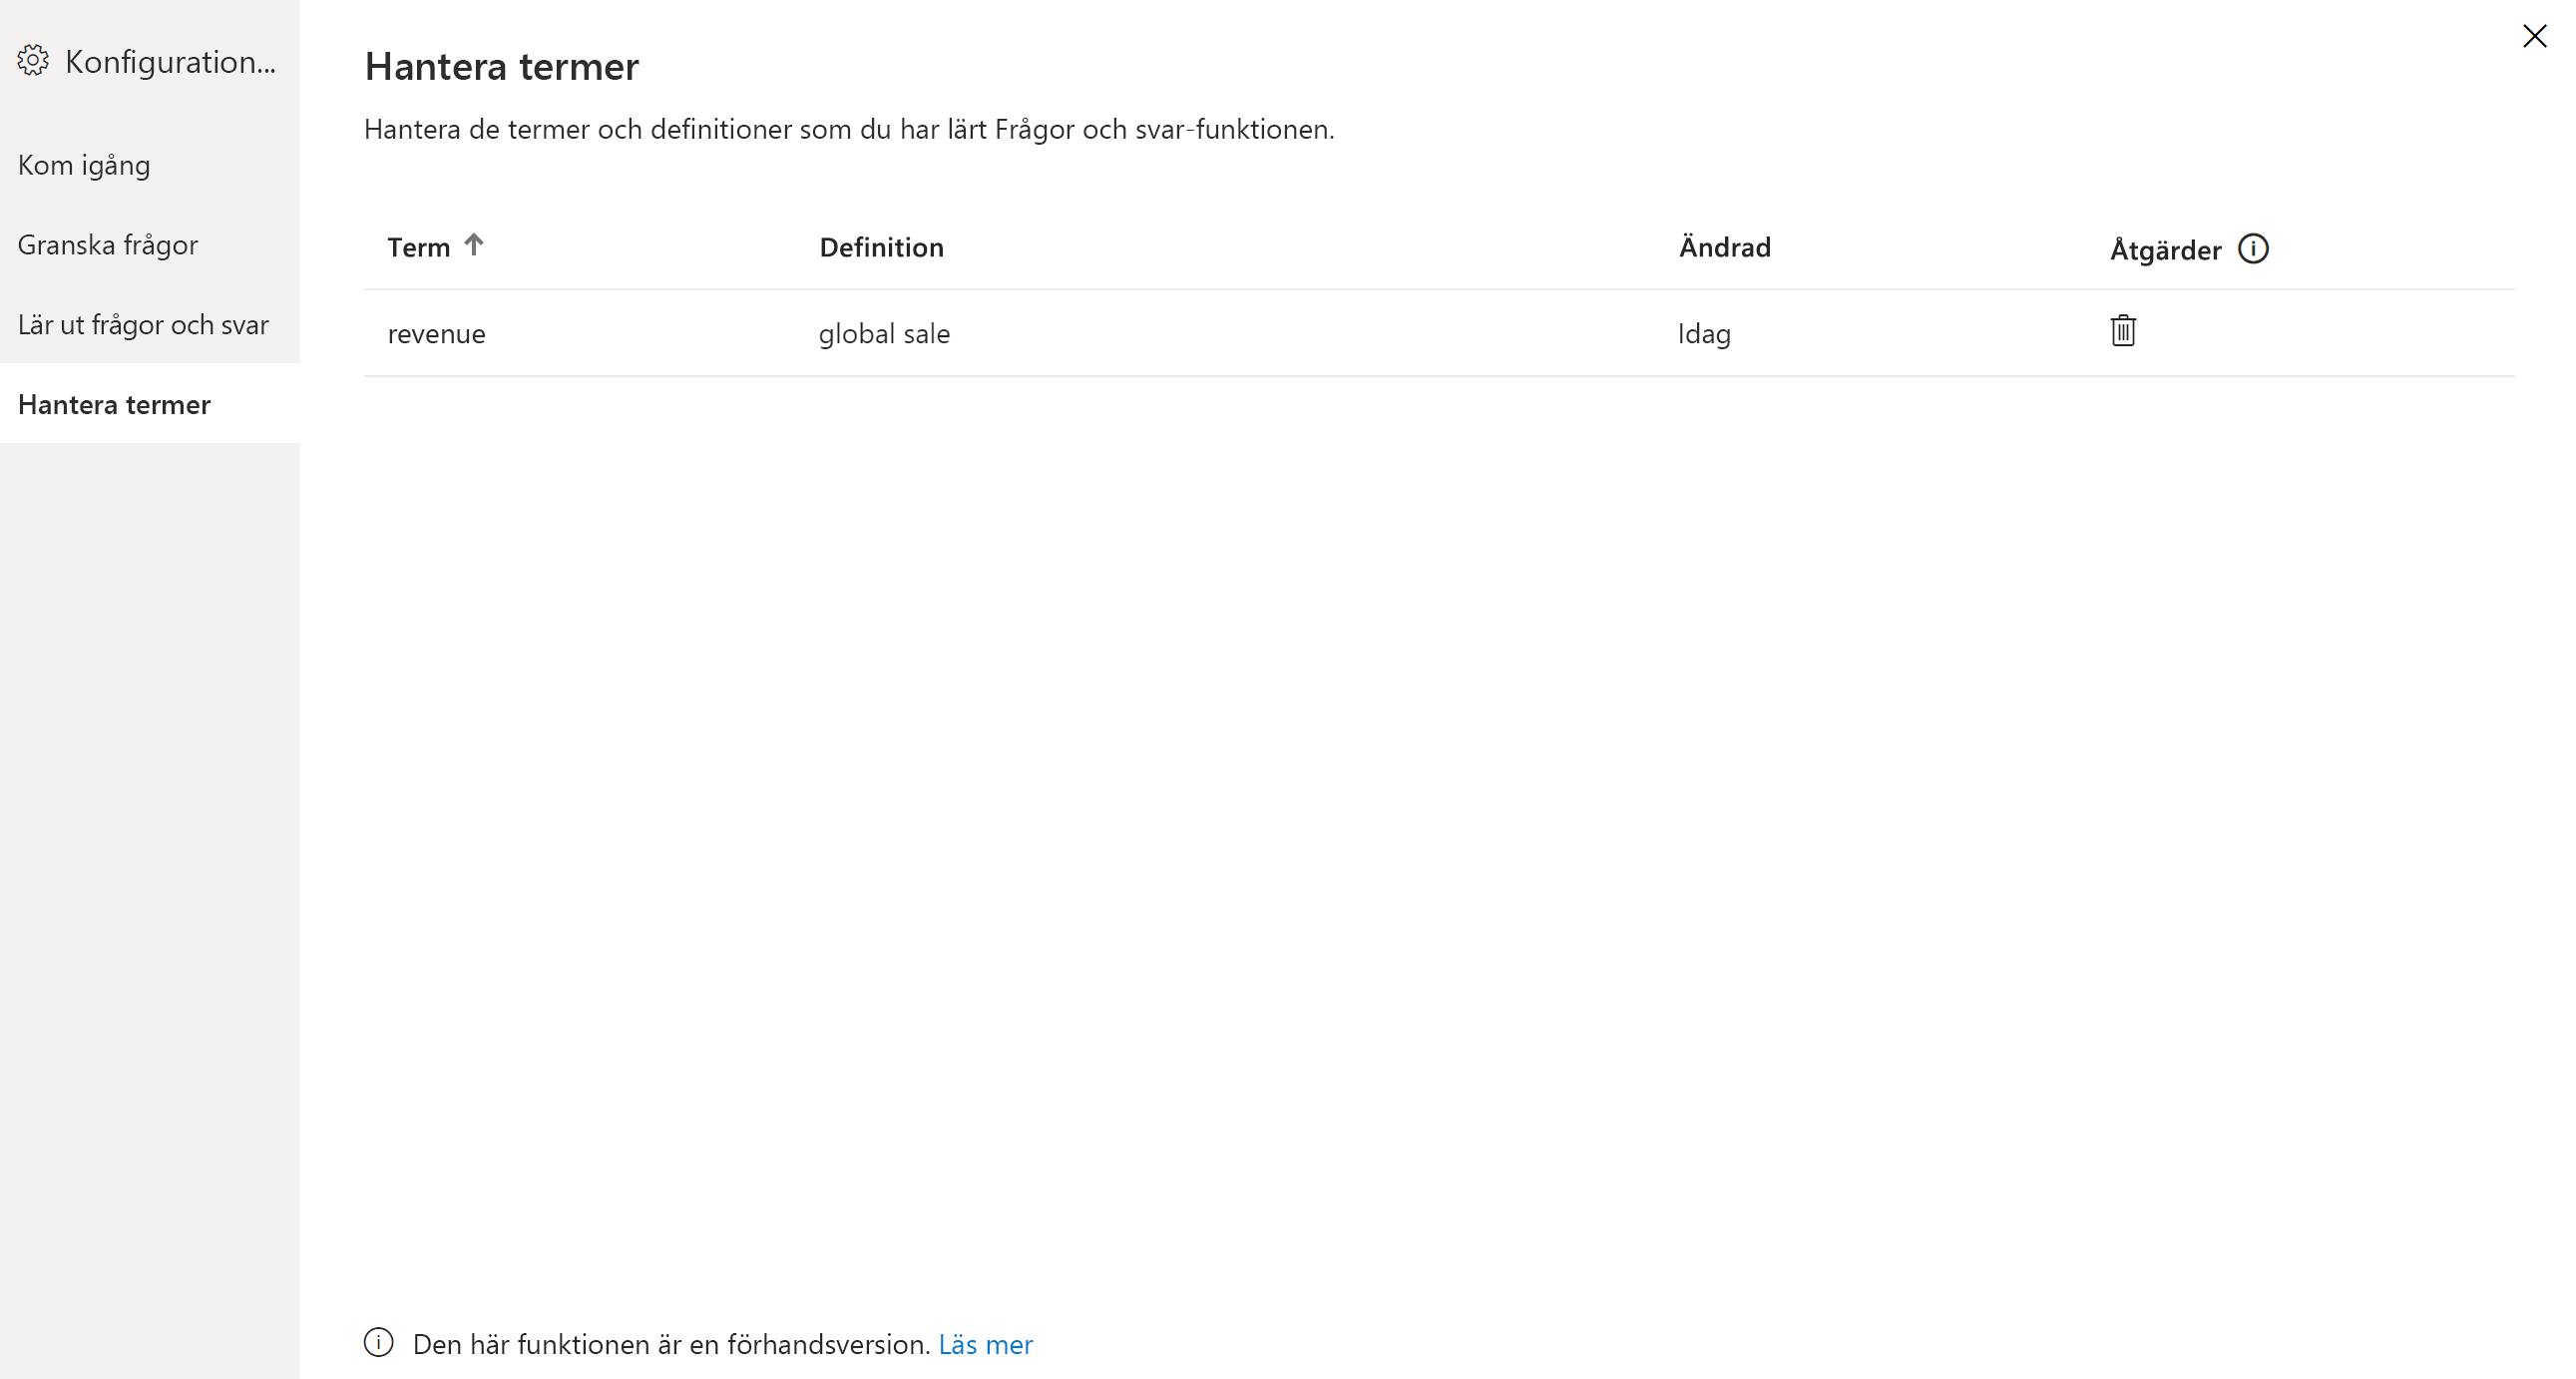 Konfiguration...
Kom igång
Granska frågor
Lär ut frågor och svar
Hantera termer
Hantera termer
Hantera de termer och definitioner som du har lärt Frågor och svar-funktionen.
Term Definition Ändrad Åtgärder
revenue global sale Idag
Den här funktionen är en förhandsversion. Läs mer